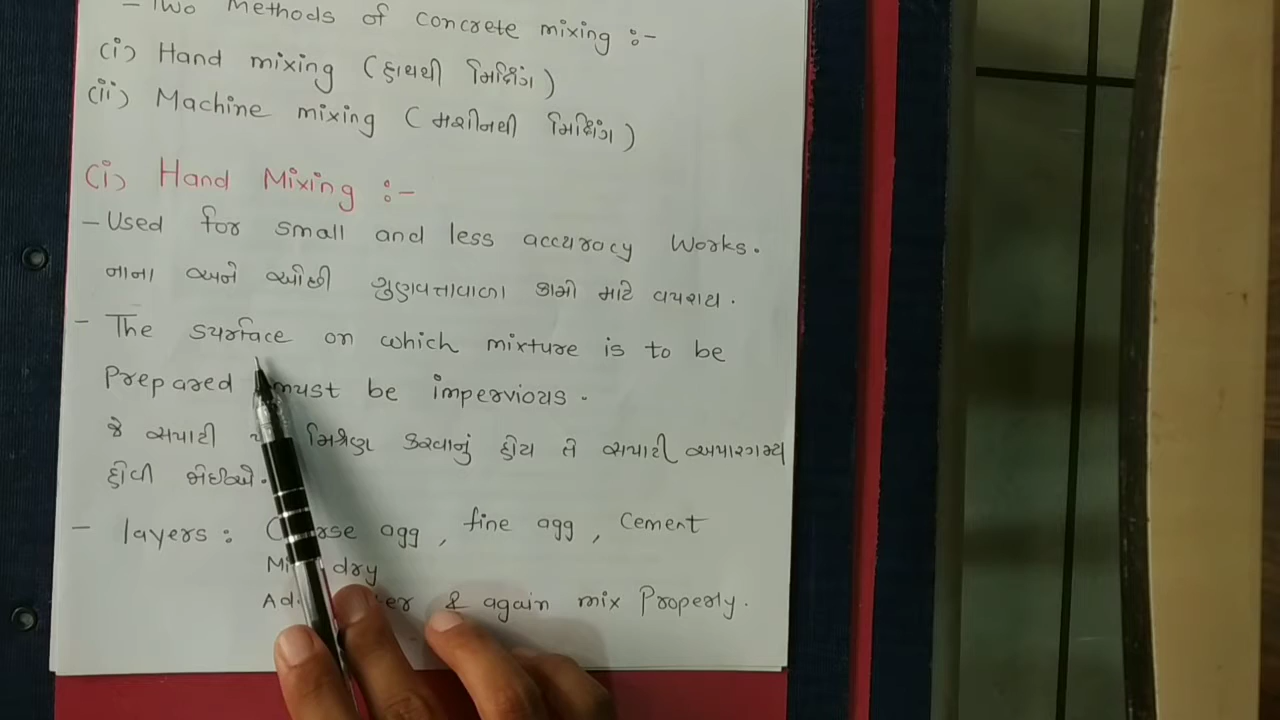 - Two Methods of concrete mixing :-
(i) Hand mixing (હાથથી મિક્ષિંગ)
(ii) Machine mixing (મશીનથી મિક્ષિંગ)
(i) Hand Mixing :-
- Used for small and less accuracy Works.
નાના અને ઓછી ગુણવત્તાવાળા કામો માટે વપરાય.
- The surface on which mixture is to be
Prepared must be impervious.
જે સપાટી મિશ્રણ કરવાનું હોય તે સપાટી અપારગમ્ય
હોવી જોઈએ.
- layers : Coarse agg , fine agg , Cement
dry
& again mix Properly.